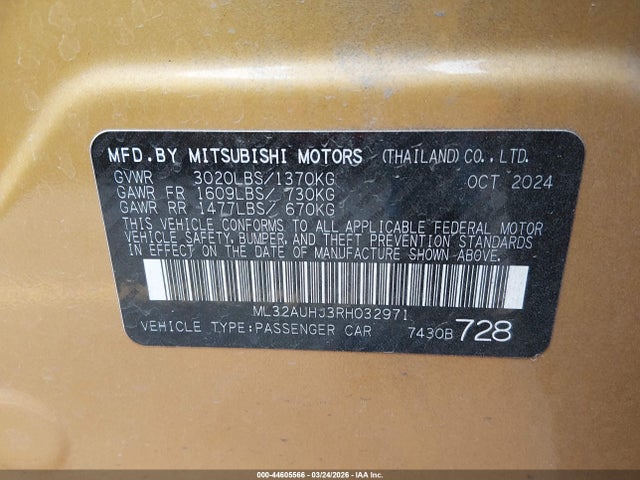 MFD.BY MITSUBISHI MOTORS (THAILAND)CO.,LTD.
GVWR 3020LBS/1370KG OCT 2024
GAWR FR 1609LBS/ 730KG
GAWR RR 1477LBS/ 670KG
THIS VEHICLE CONFORMS TO ALL APPLICABLE FEDERAL MOTOR
VEHICLE SAFETY, BUMPER, AND THEFT PREVENTION STANDARDS
IN EFFECT ON THE DATE OF MANUFACTURE SHOWN ABOVE.
ML32AUHJ3RH032971
VEHICLE TYPE:PASSENGER CAR 7430B 728
000-44605566 - 03/24/2026 - IAA Inc.